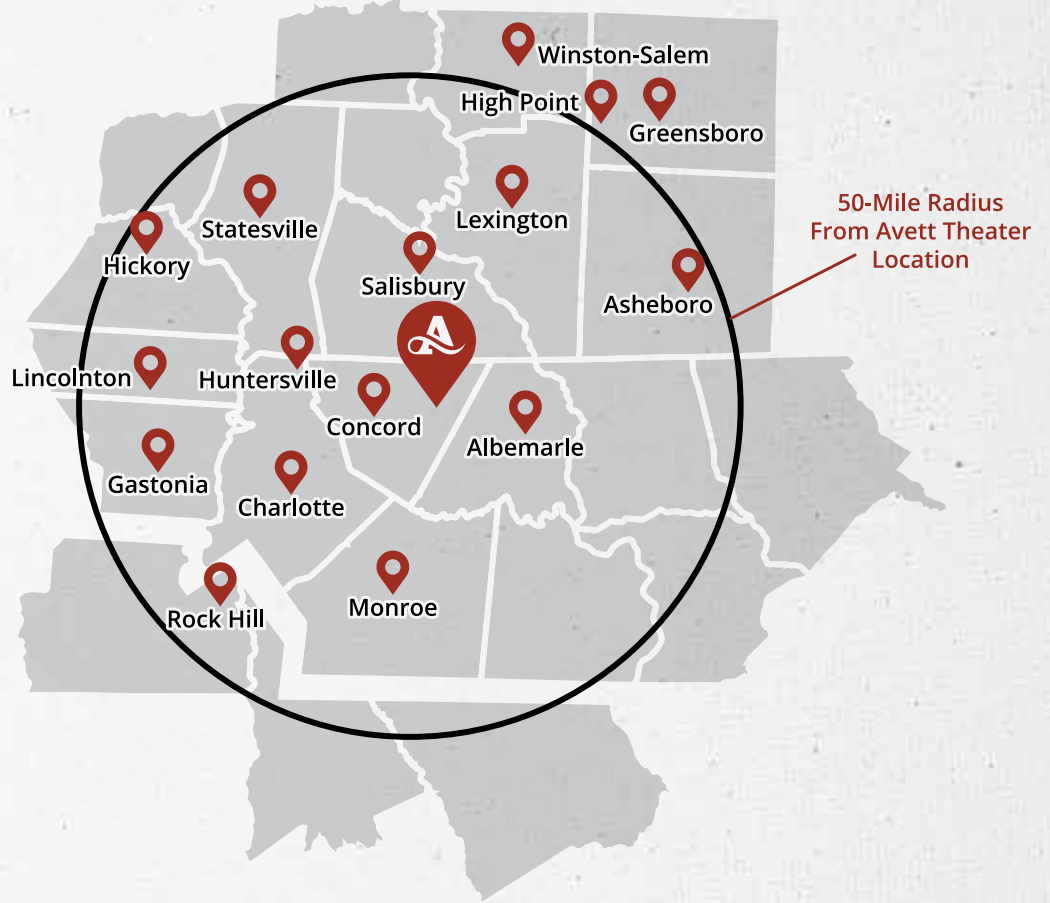 Winston-Salem
High Point
Greensboro
Lexington
50-Mile Radius
From Avett Theater
Location
Statesville
Hickory
Salisbury
Asheboro
A
Lincolnton
Huntersville
Concord
Albemarle
Gastonia
Charlotte
Rock Hill
Monroe